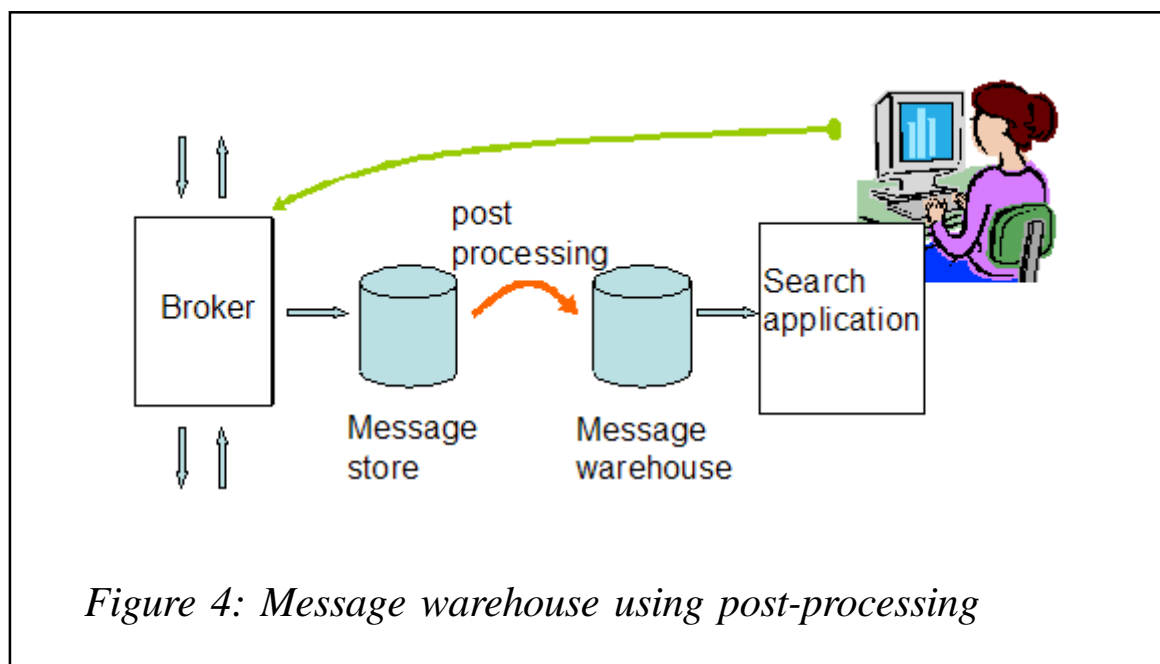 post
processing
Broker
Search
application
Message
store
Message
warehouse
Figure 4: Message warehouse using post-processing